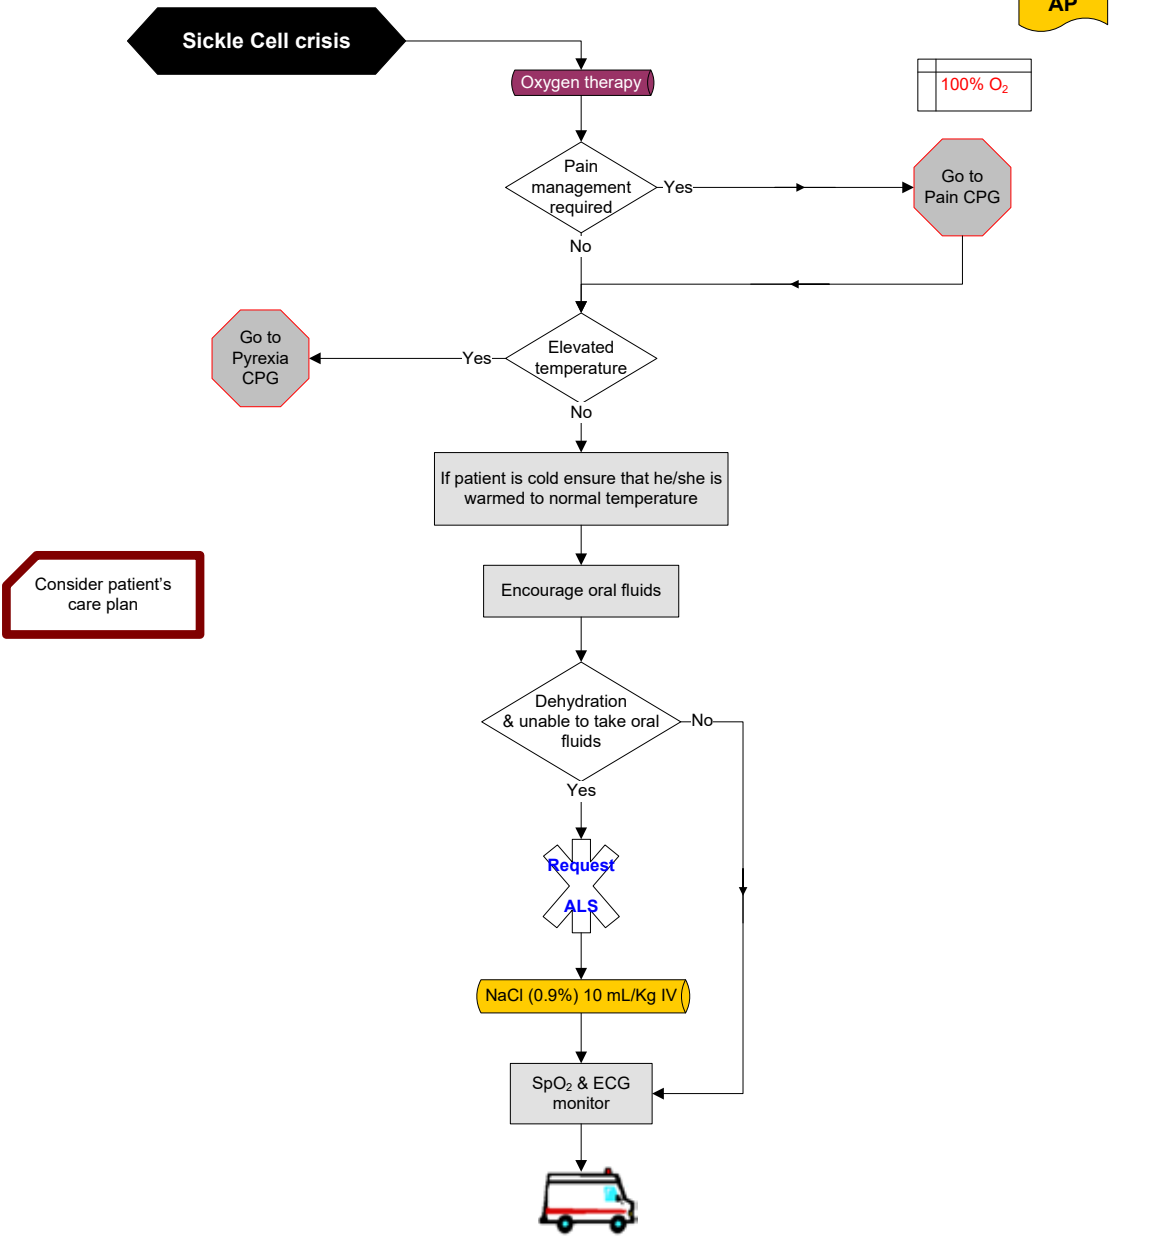 AP
Sickle Cell crisis
Oxygen therapy
100% O₂
Pain
management
required
Yes
Go to
Pain CPG
No
Elevated
temperature
Yes
Go to
Pyrexia
CPG
No
If patient is cold ensure that he/she is
warmed to normal temperature
Consider patient’s
care plan
Encourage oral fluids
Dehydration
& unable to take oral
fluids
No
Yes
Request
ALS
NaCl (0.9%) 10 mL/Kg IV
SpO₂ & ECG
monitor